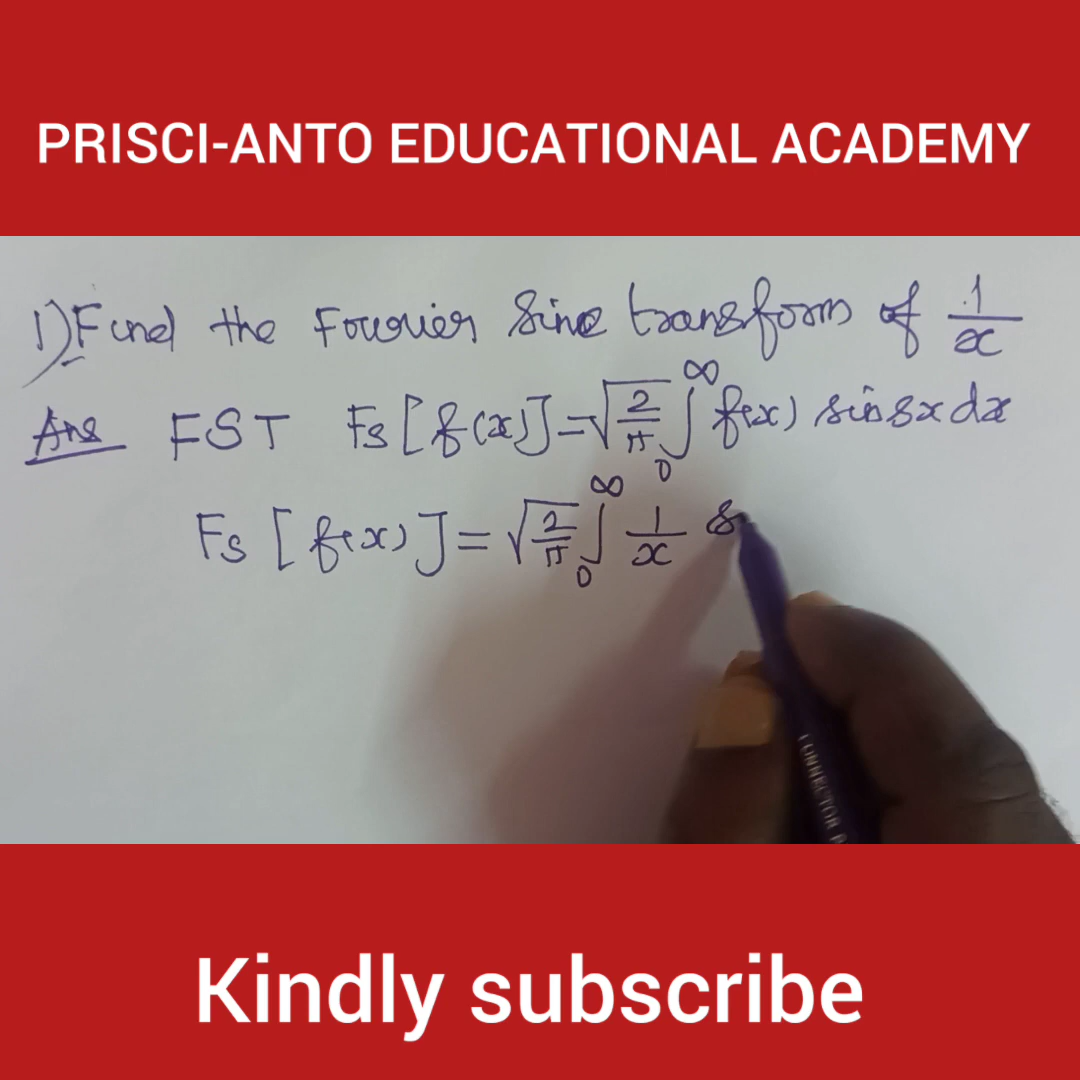 PRISCI-ANTO EDUCATIONAL ACADEMY
1) Find the Fourier Sine transform of 1/x
Ans FST Fs [f(x)] = √(2/π) ∫₀^∞ f(x) sin sx dx
Fs [f(x)] = √(2/π) ∫₀^∞ 1/x s
CONNECTOR
Kindly subscribe